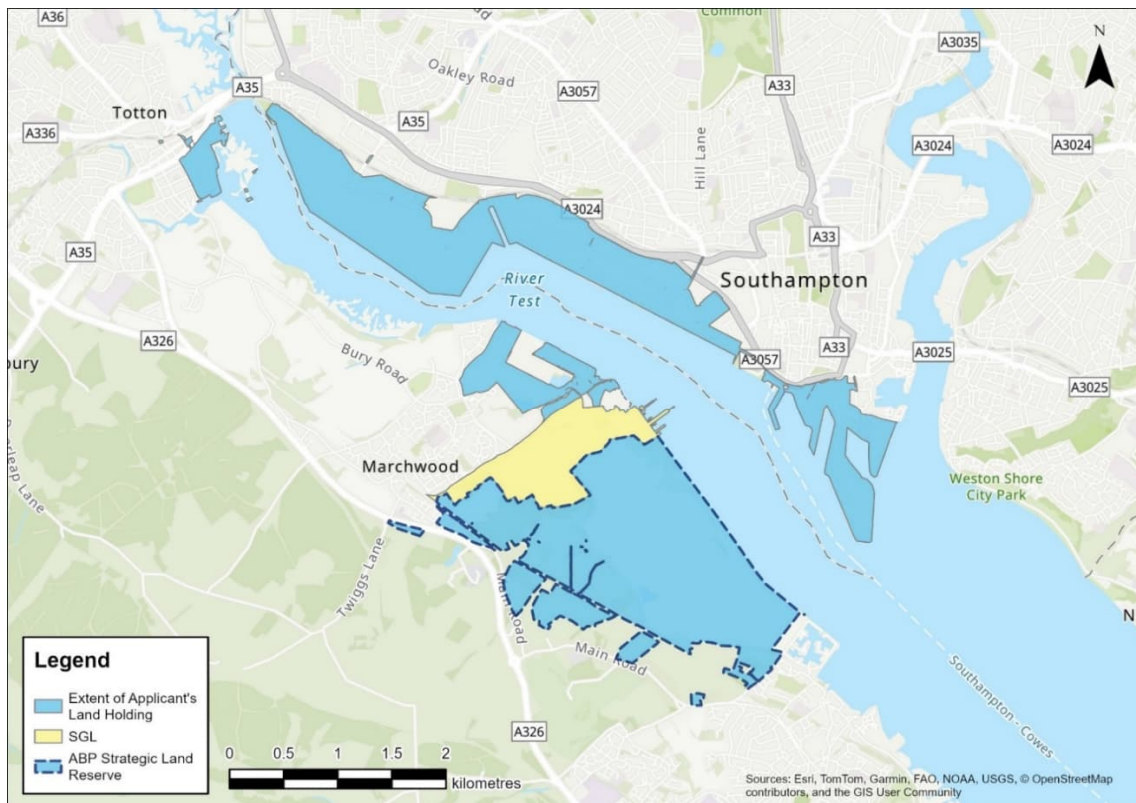 A36
Road
Common
A3035
N
Oakley Road
A33
A35
A3057
Totton
Hill Lane
A336
A35
A3024
A3024
A3024
A33
A35
River
Test
Southampton
A326
Bury Road
A3057
A33
A3025
A3025
bury
Marchwood
Weston Shore
City Park
Twiggs Lane
Main Road
N
Main Road
Southampton - Cowes
A326
Legend
Extent of Applicant's
Land Holding
SGL
ABP Strategic Land
Reserve
0 0.5 1 1.5 2
kilometres
Sources: Esri, TomTom, Garmin, FAO, NOAA, USGS, © OpenStreetMap
contributors, and the GIS User Community